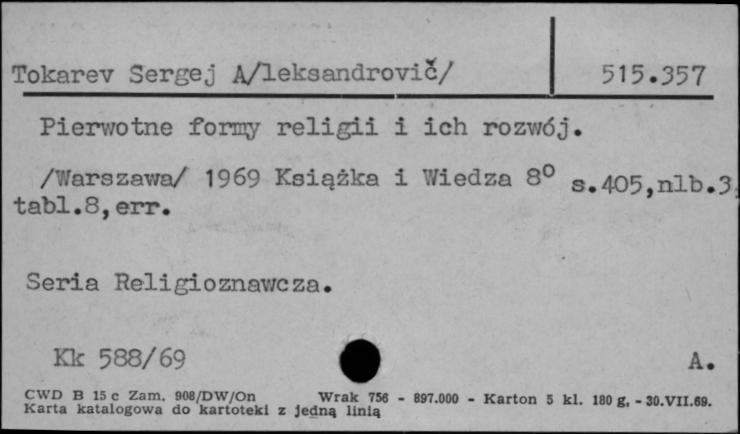 Tokarev Sergej A/leksandrovič/ 515.357
Pierwotne formy religii i ich rozwój.
/Warszawa/ 1969 Książka i Wiedza 8⁰ s.405,nlb.3,
tabl.8,err.
Seria Religioznawcza.
Kk 588/69 A.
CWD B 15 c Zam. 908/DW/On Wrak 756 - 897.000 - Karton 5 kl. 180 g, - 30.VII.69.
Karta katalogowa do kartoteki z jedną linią